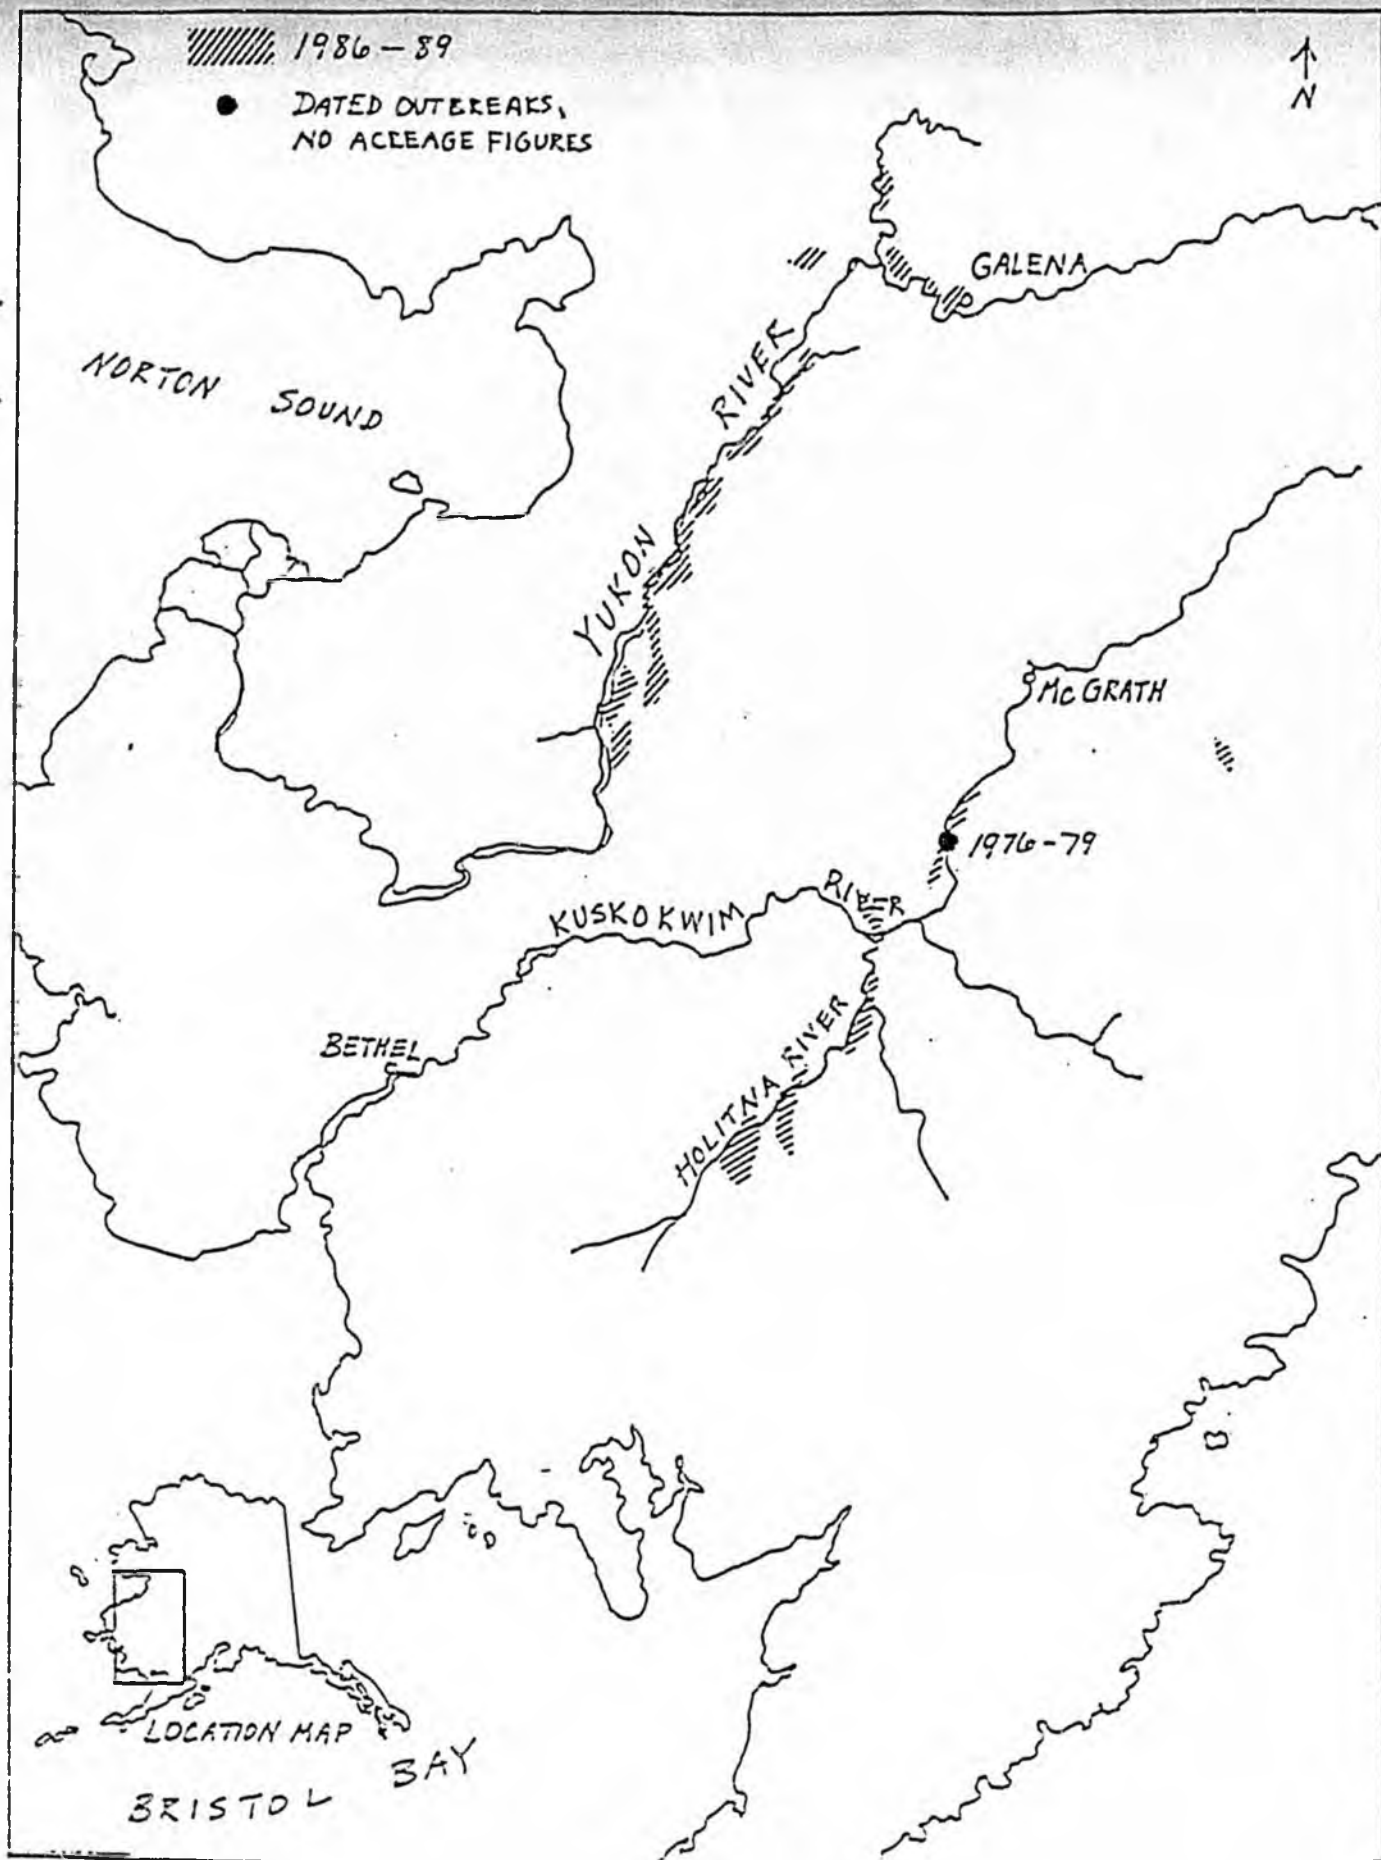 1986-89
DATED OUTBREAKS,
NO ACREAGE FIGURES
N
GALENA
NORTON SOUND
YUKON RIVER
McGRATH
1976-79
KUSKOKWIM RIVER
BETHEL
HOLITNA RIVER
LOCATION MAP
BRISTOL BAY